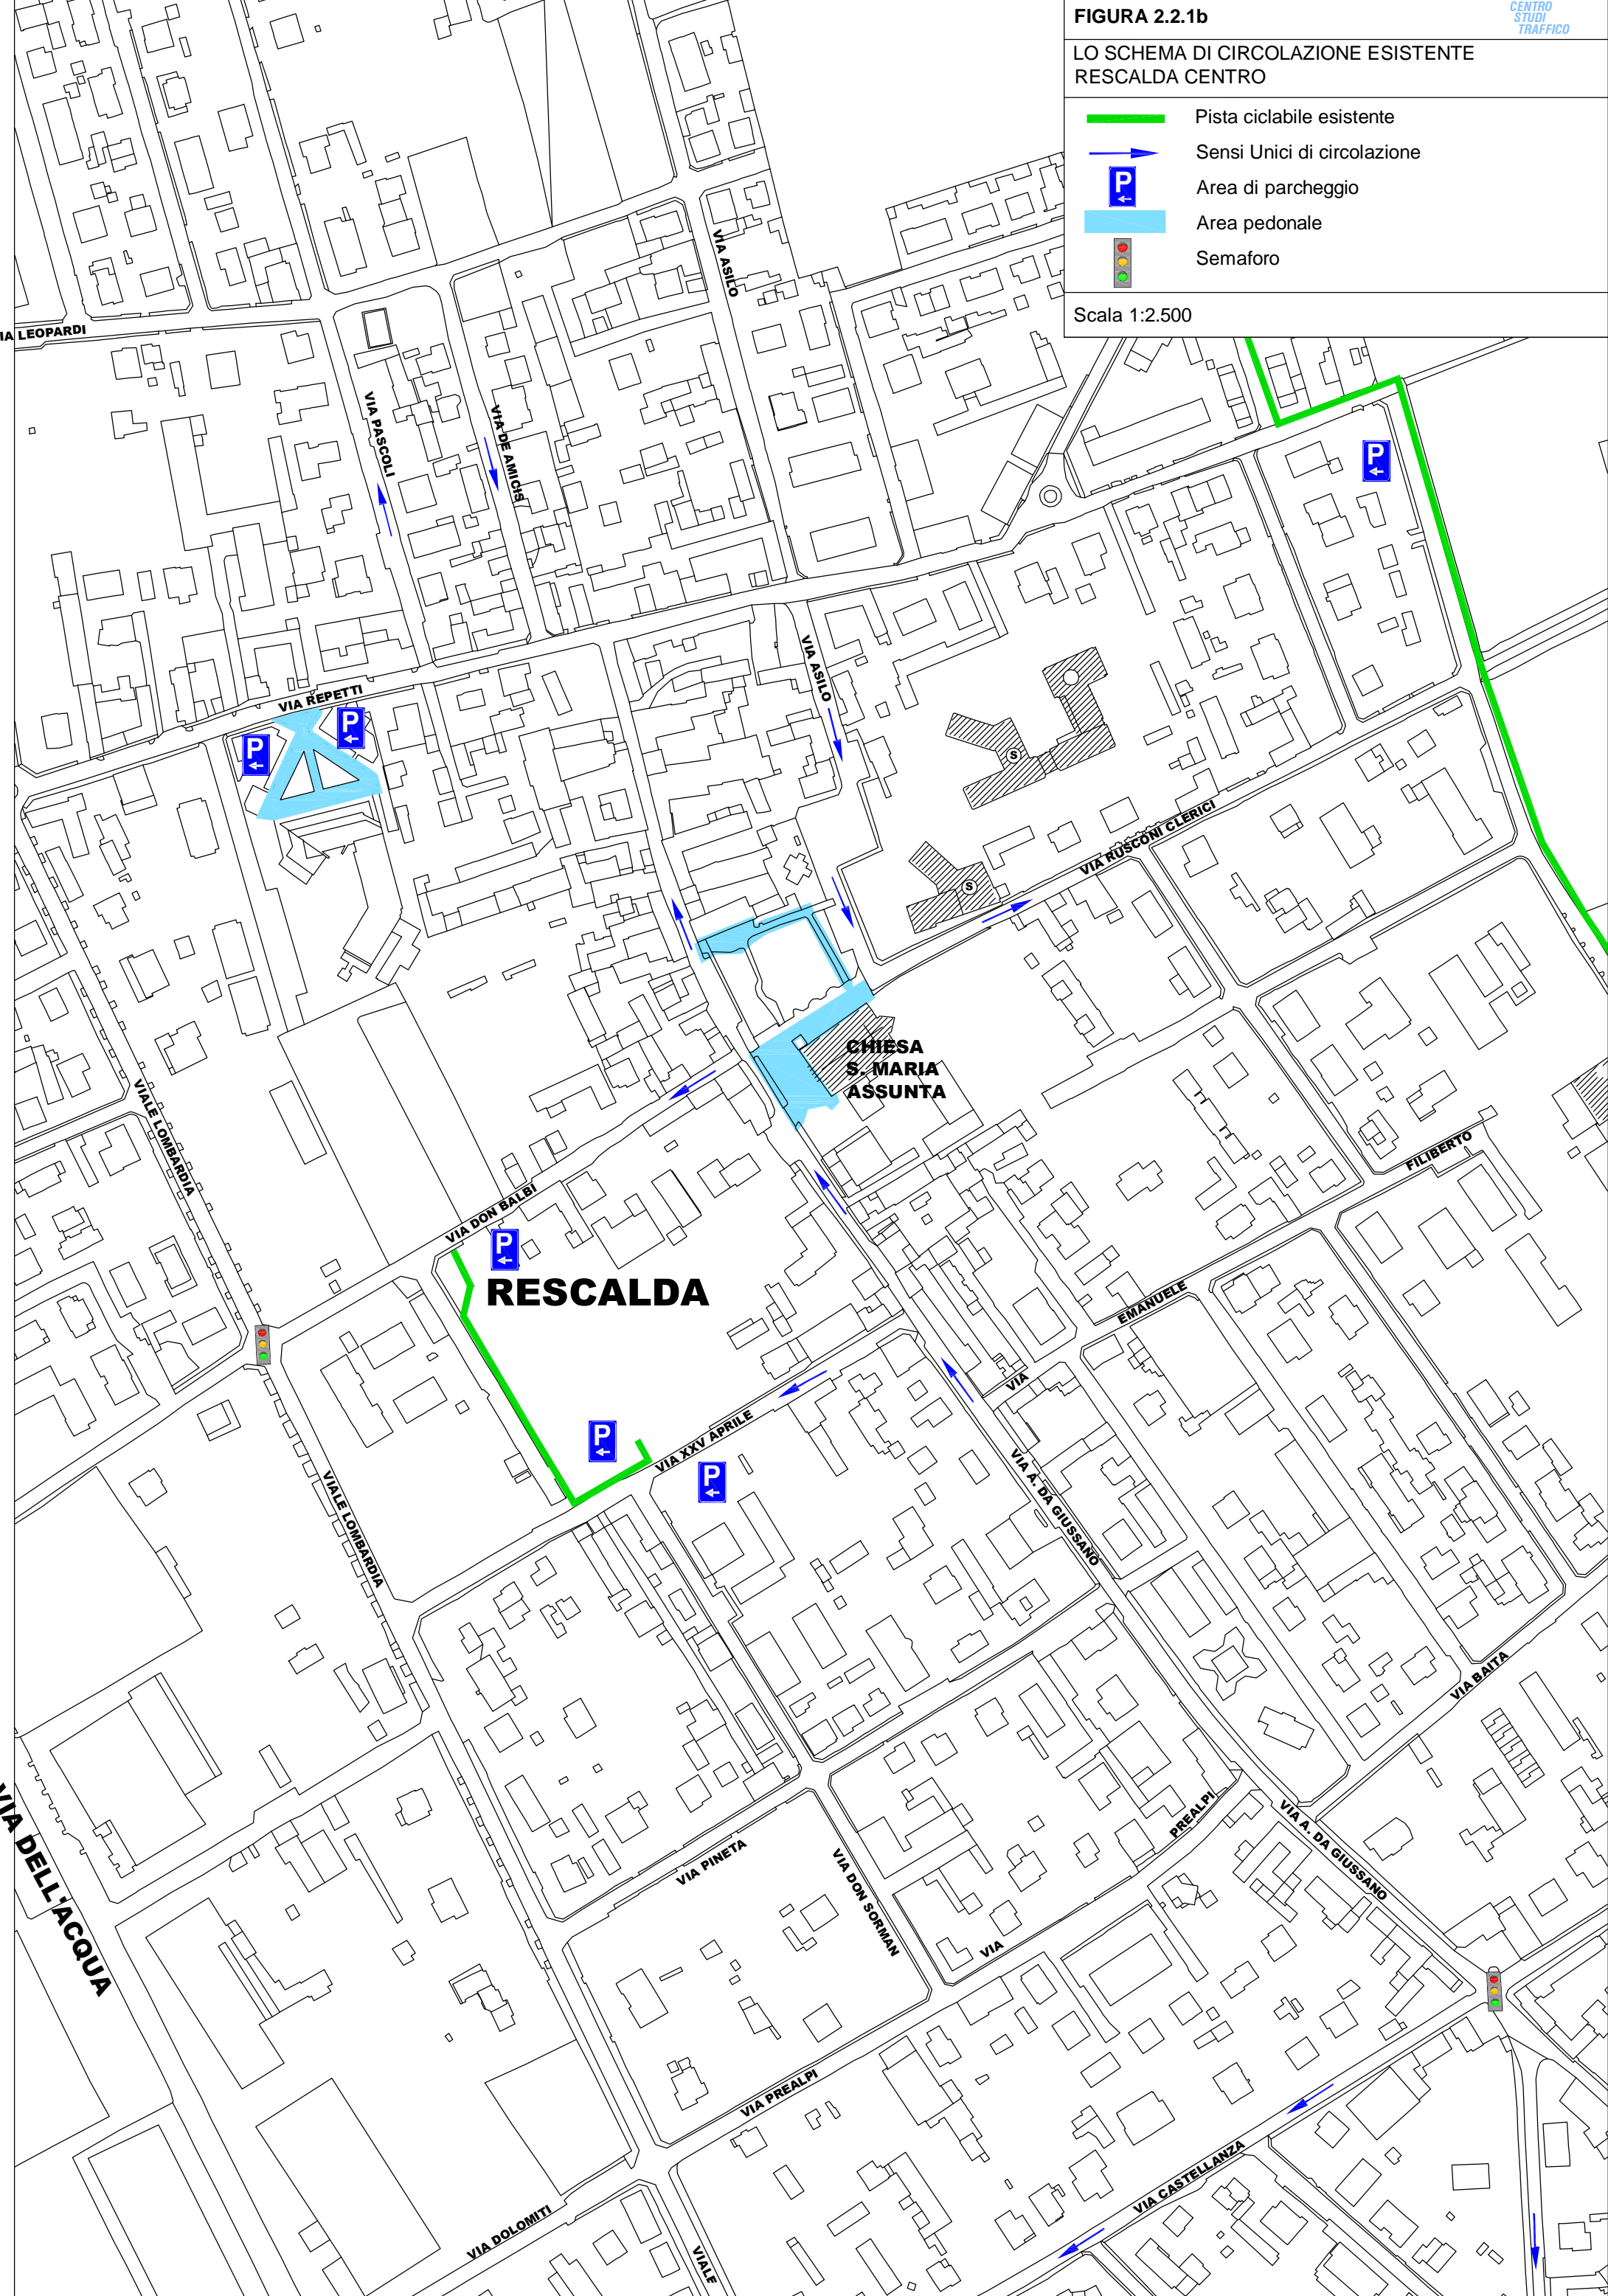 FIGURA 2.2.1b
CENTRO
STUDI
TRAFFICO
LO SCHEMA DI CIRCOLAZIONE ESISTENTE
RESCALDA CENTRO
Pista ciclabile esistente
Sensi Unici di circolazione
P
Area di parcheggio
Area pedonale
Semaforo
Scala 1:2.500
VIA ASILO
IA LEOPARDI
VIA PASCOLI
VIA DE AMICIS
P
VIA ASILO
VIA REPETTI
P
P
S
VIA RUSCONI CLERICI
S
CHIESA
S. MARIA
ASSUNTA
VIALE LOMBARDIA
FILIBERTO
VIA DON BALBI
P
RESCALDA
EMANUELE
VIA
P
VIA XXV APRILE
P
VIA A. DA GIUSSANO
VIALE LOMBARDIA
VIA BAITA
VIA DELL'ACQUA
PREALPI
VIA A. DA GIUSSANO
VIA PINETA
VIA DON SORMAN
VIA
VIA PREALPI
VIA CASTELLANZA
VIA DOLOMITI
VIALE